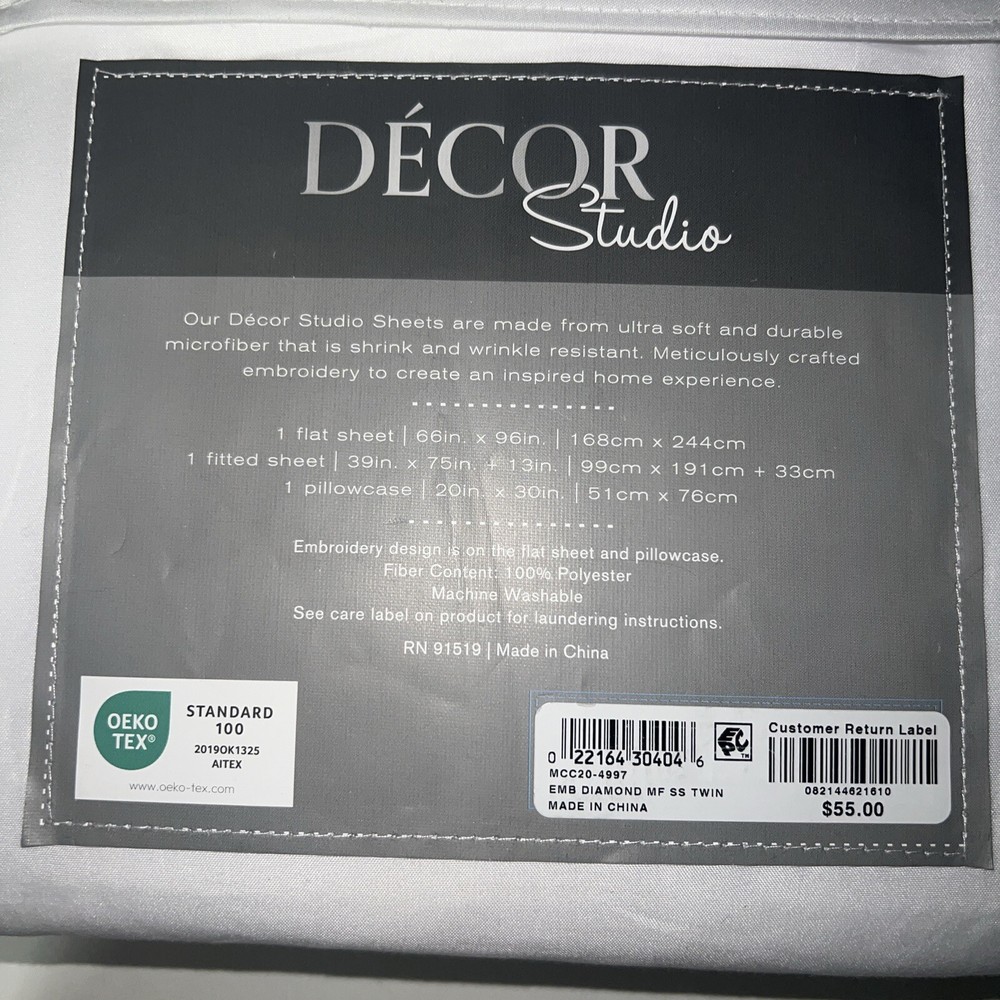 DÉCOR
Studio
Our Décor Studio Sheets are made from ultra soft and durable
microfiber that is shrink and wrinkle resistant. Meticulously crafted
embroidery to create an inspired home experience.
1 flat sheet | 66in. x 96in. | 168cm x 244cm
1 fitted sheet | 39in. x 75in. + 13in. | 99cm x 191cm + 33cm
1 pillowcase | 20in. x 30in. | 51cm x 76cm
Embroidery design is on the flat sheet and pillowcase.
Fiber Content: 100% Polyester
Machine Washable
See care label on product for laundering instructions.
RN 91519 | Made in China
OEKO
TEX®
STANDARD
100
2019OK1325
AITEX
www.oeko-tex.com
0 22164 30404 6
MCC20-4997
EMB DIAMOND MF SS TWIN
MADE IN CHINA
EPC™
Customer Return Label
082144621610
$55.00